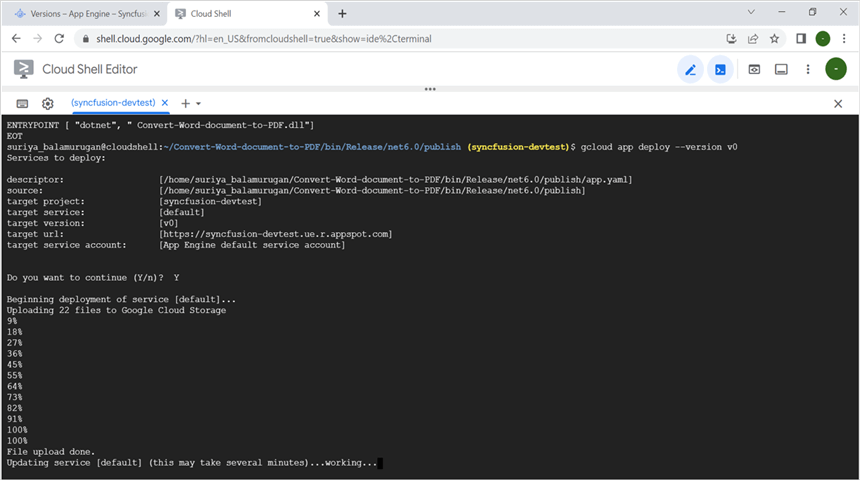 Versions – App Engine – Syncfusi
Cloud Shell
shell.cloud.google.com/?hl=en_US&fromcloudshell=true&show=ide%2Cterminal
Cloud Shell Editor
(syncfusion-devtest)
ENTRYPOINT [ "dotnet", " Convert-Word-document-to-PDF.dll"]
EOT
suriya_balamurugan@cloudshell:~/Convert-Word-document-to-PDF/bin/Release/net6.0/publish (syncfusion-devtest)$ gcloud app deploy --version v0
Services to deploy:
descriptor: [/home/suriya_balamurugan/Convert-Word-document-to-PDF/bin/Release/net6.0/publish/app.yaml]
source: [/home/suriya_balamurugan/Convert-Word-document-to-PDF/bin/Release/net6.0/publish]
target project: [syncfusion-devtest]
target service: [default]
target version: [v0]
target url: [https://syncfusion-devtest.ue.r.appspot.com]
target service account: [App Engine default service account]
Do you want to continue (Y/n)? Y
Beginning deployment of service [default]...
Uploading 22 files to Google Cloud Storage
9%
18%
27%
36%
45%
55%
64%
73%
82%
91%
100%
100%
File upload done.
Updating service [default] (this may take several minutes)...working...